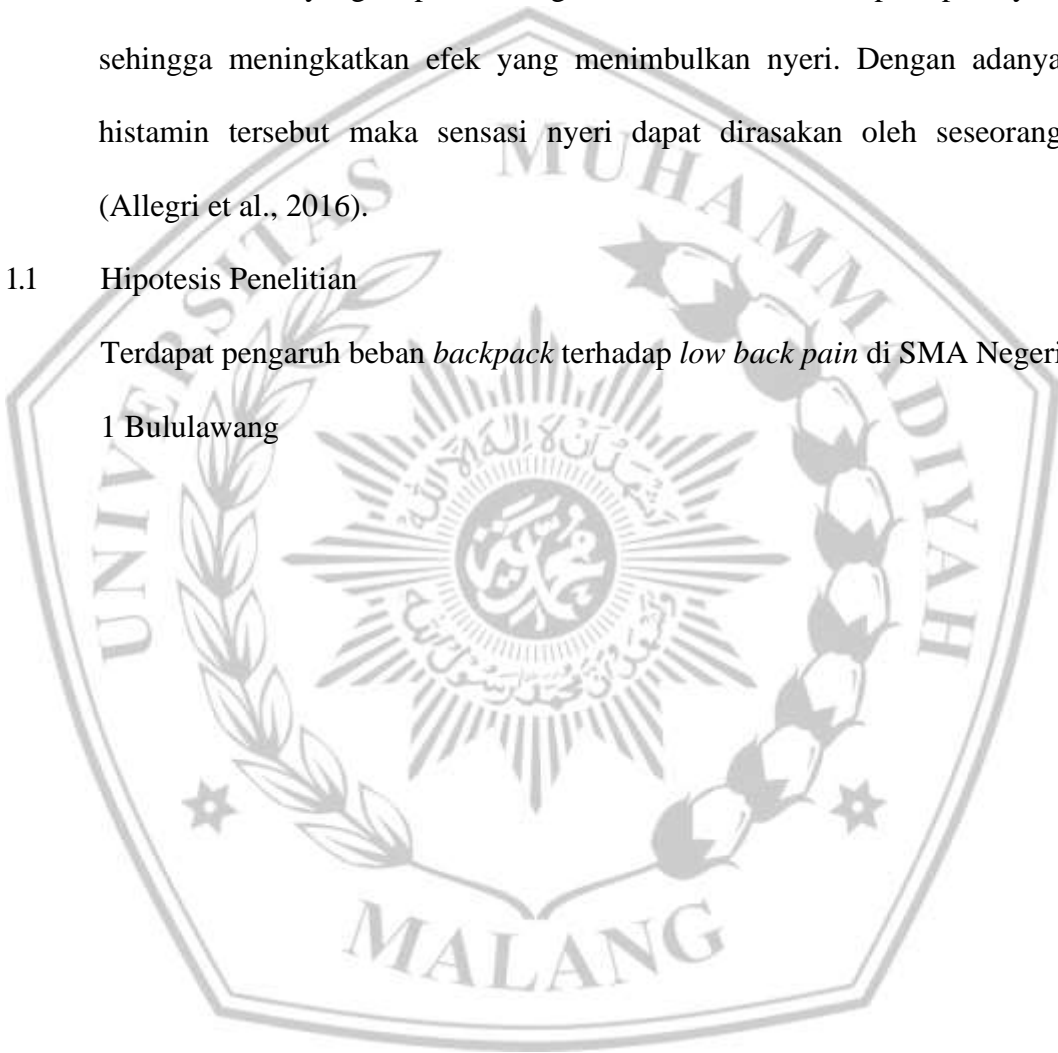 sehingga meningkatkan efek yang menimbulkan nyeri. Dengan adanya
histamin tersebut maka sensasi nyeri dapat dirasakan oleh seseorang
(Allegri et al., 2016).
1.1 Hipotesis Penelitian
Terdapat pengaruh beban backpack terhadap low back pain di SMA Negeri
1 Bululawang
UNIVERSITAS MUHAMMADIYAH
MALANG